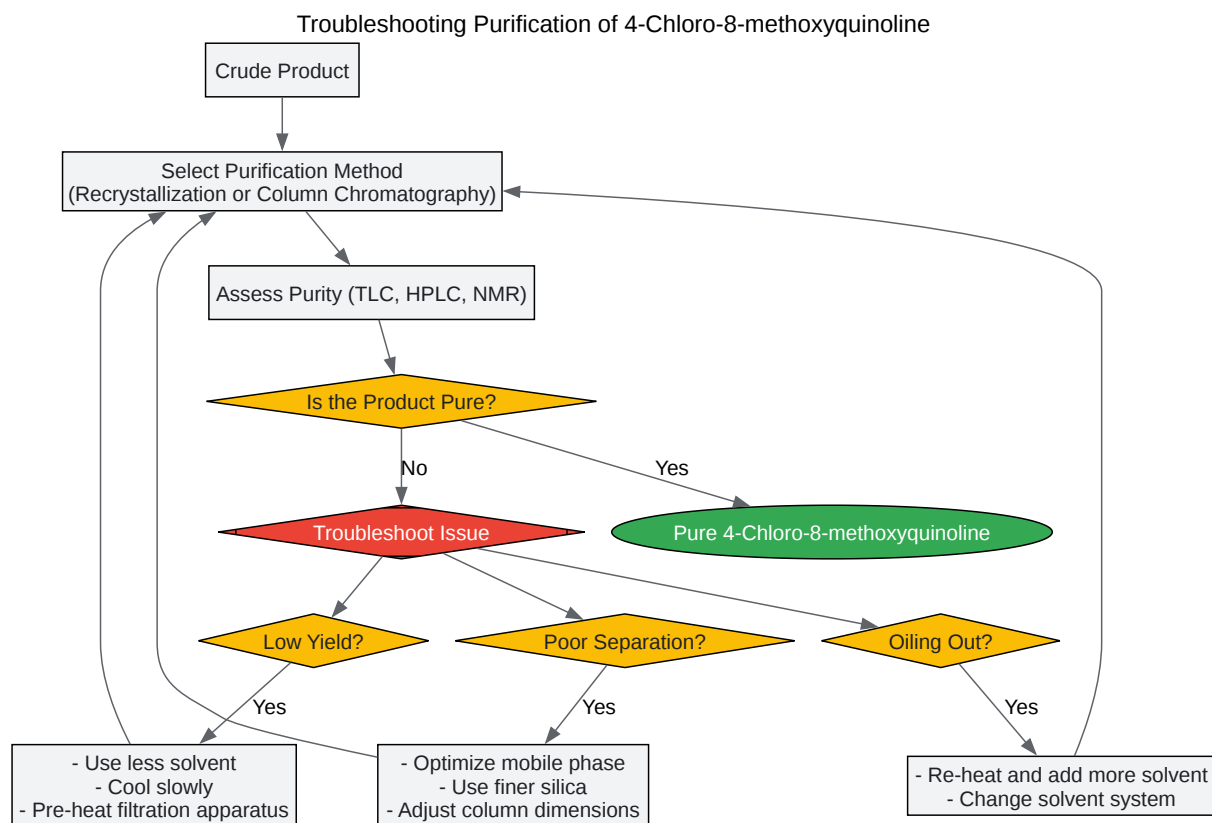 Troubleshooting Purification of 4-Chloro-8-methoxyquinoline
Crude Product
Select Purification Method
(Recrystallization or Column Chromatography)
Assess Purity (TLC, HPLC, NMR)
Is the Product Pure?
No
Yes
Troubleshoot Issue
Pure 4-Chloro-8-methoxyquinoline
Low Yield?
Poor Separation?
Oiling Out?
Yes
Yes
Yes
- Use less solvent
- Cool slowly
- Pre-heat filtration apparatus
- Optimize mobile phase
- Use finer silica
- Adjust column dimensions
- Re-heat and add more solvent
- Change solvent system